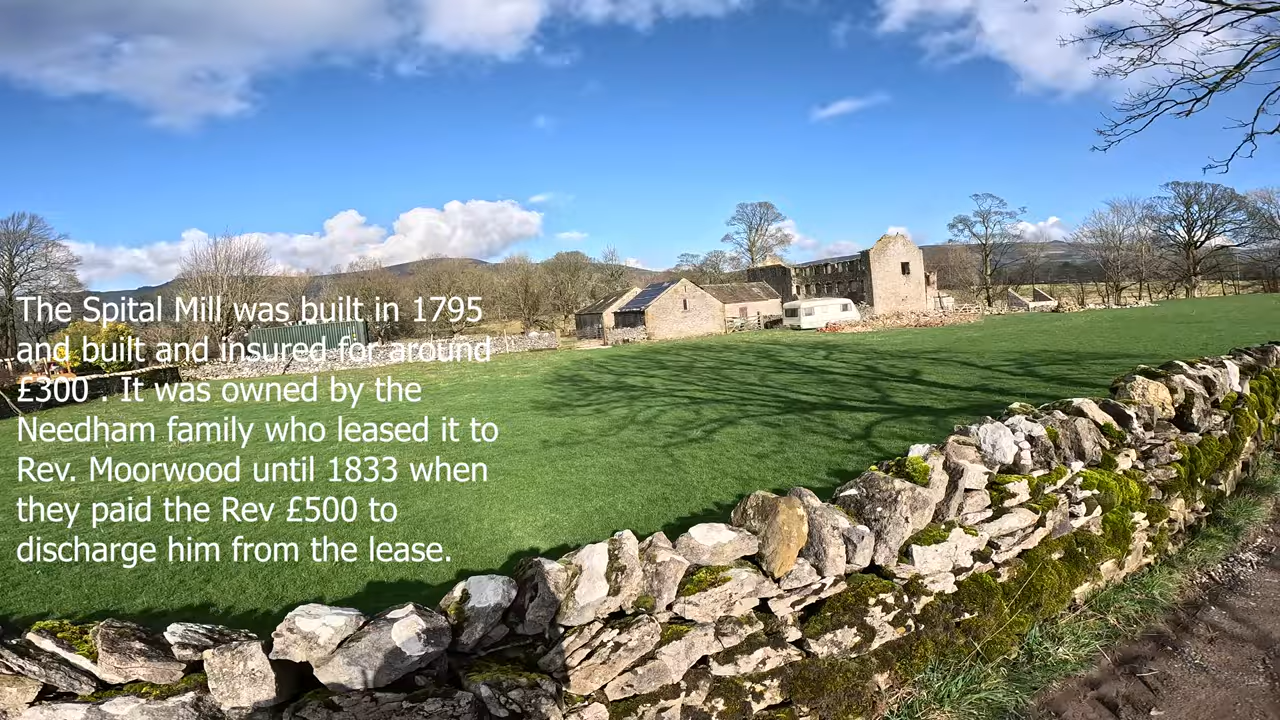 The Spital Mill was built in 1795
and built and insured for around
£300 . It was owned by the
Needham family who leased it to
Rev. Moorwood until 1833 when
they paid the Rev £500 to
discharge him from the lease.